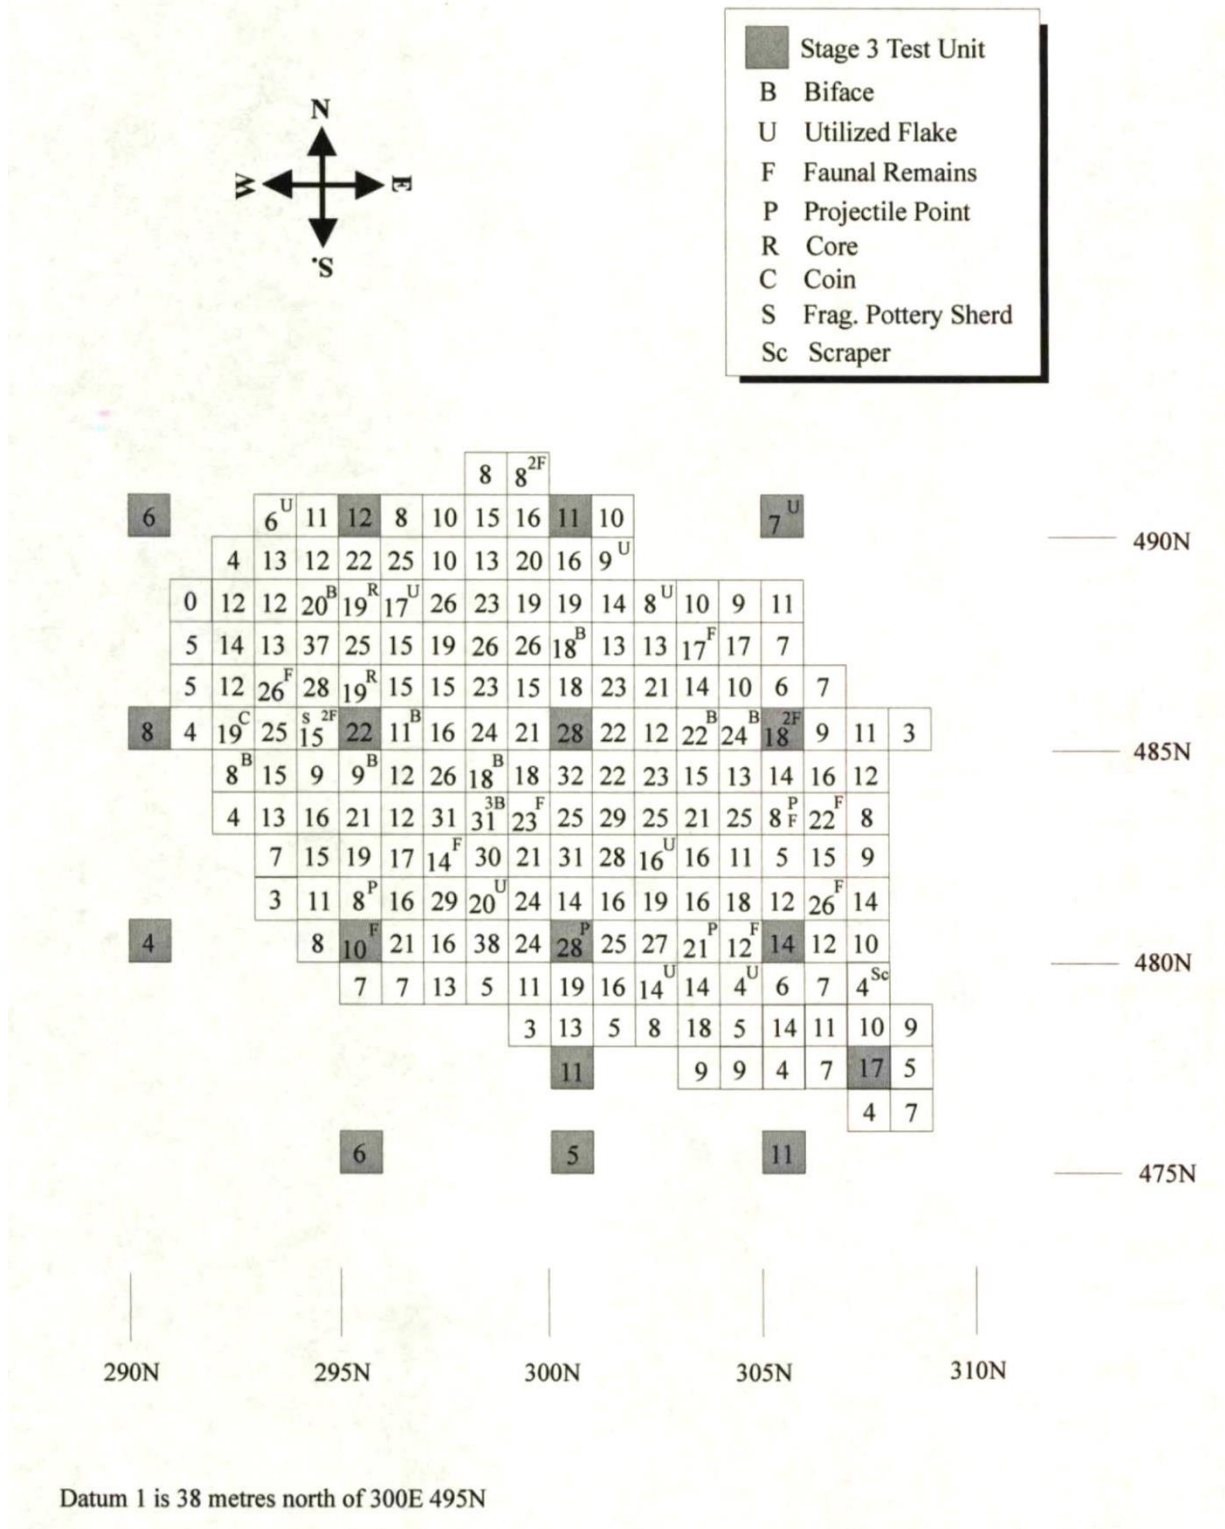 Stage 3 Test Unit
B Biface
U Utilized Flake
F Faunal Remains
P Projectile Point
R Core
C Coin
S Frag. Pottery Sherd
Sc Scraper
N
W E
S.
8 8 2F
6 6 U 11 12 8 10 15 16 11 10 7 U
490N
4 13 12 22 25 10 13 20 16 9 U
0 12 12 20 B 19 R 17 U 26 23 19 19 14 8 U 10 9 11
5 14 13 37 25 15 19 26 26 18 B 13 13 17 F 17 7
5 12 26 F 28 19 R 15 15 23 15 18 23 21 14 10 6 7
8 4 19 C 25 S 15 2F 22 11 B 16 24 21 28 22 12 22 B 24 B 18 2F 9 11 3
485N
8 B 15 9 9 B 12 26 18 B 18 32 22 23 15 13 14 16 12
4 13 16 21 12 31 31 3B 23 F 25 29 25 21 25 8 P F 22 F 8
7 15 19 17 14 F 30 21 31 28 16 U 16 11 5 15 9
3 11 8 P 16 29 20 U 24 14 16 19 16 18 12 26 F 14
4 8 10 F 21 16 38 24 28 P 25 27 21 P 12 F 14 12 10
480N
7 7 13 5 11 19 16 14 U 14 4 U 6 7 4 Sc
3 13 5 8 18 5 14 11 10 9
11 9 9 4 7 17 5
4 7
6 5 11
475N
290N 295N 300N 305N 310N
Datum 1 is 38 metres north of 300E 495N